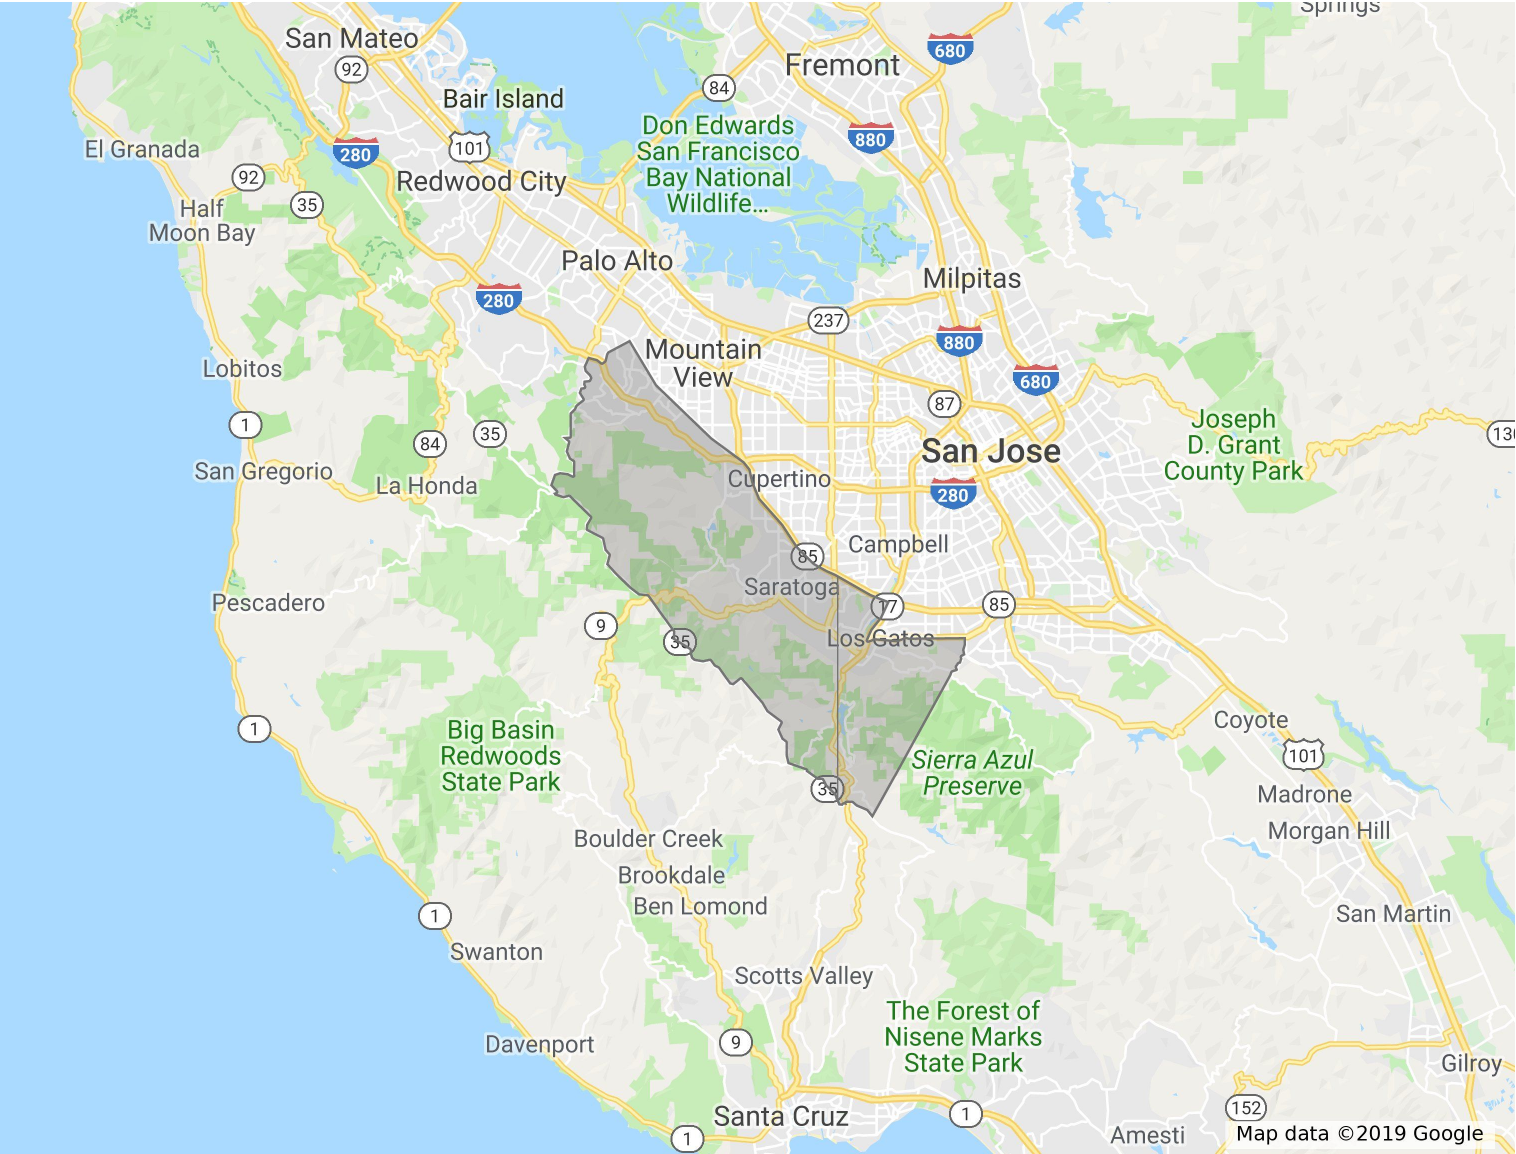 Springs
San Mateo
92
680
Fremont
84
Bair Island
Don Edwards
San Francisco
Bay National
Wildlife...
880
101
El Granada
280
92
Redwood City
35
Half
Moon Bay
Palo Alto
Milpitas
280
237
880
Mountain
View
Lobitos
680
87
Joseph
D. Grant
County Park
1
35
84
130
San Jose
San Gregorio
La Honda
Cupertino
280
Campbell
85
Saratoga
Pescadero
17
85
9
35
Los Gatos
1
Big Basin
Redwoods
State Park
Coyote
101
Sierra Azul
Preserve
35
Madrone
Morgan Hill
Boulder Creek
Brookdale
Ben Lomond
1
San Martin
Swanton
Scotts Valley
The Forest of
Nisene Marks
State Park
Davenport
9
Gilroy
Santa Cruz
1
152
1
Amesti
Map data ©2019 Google